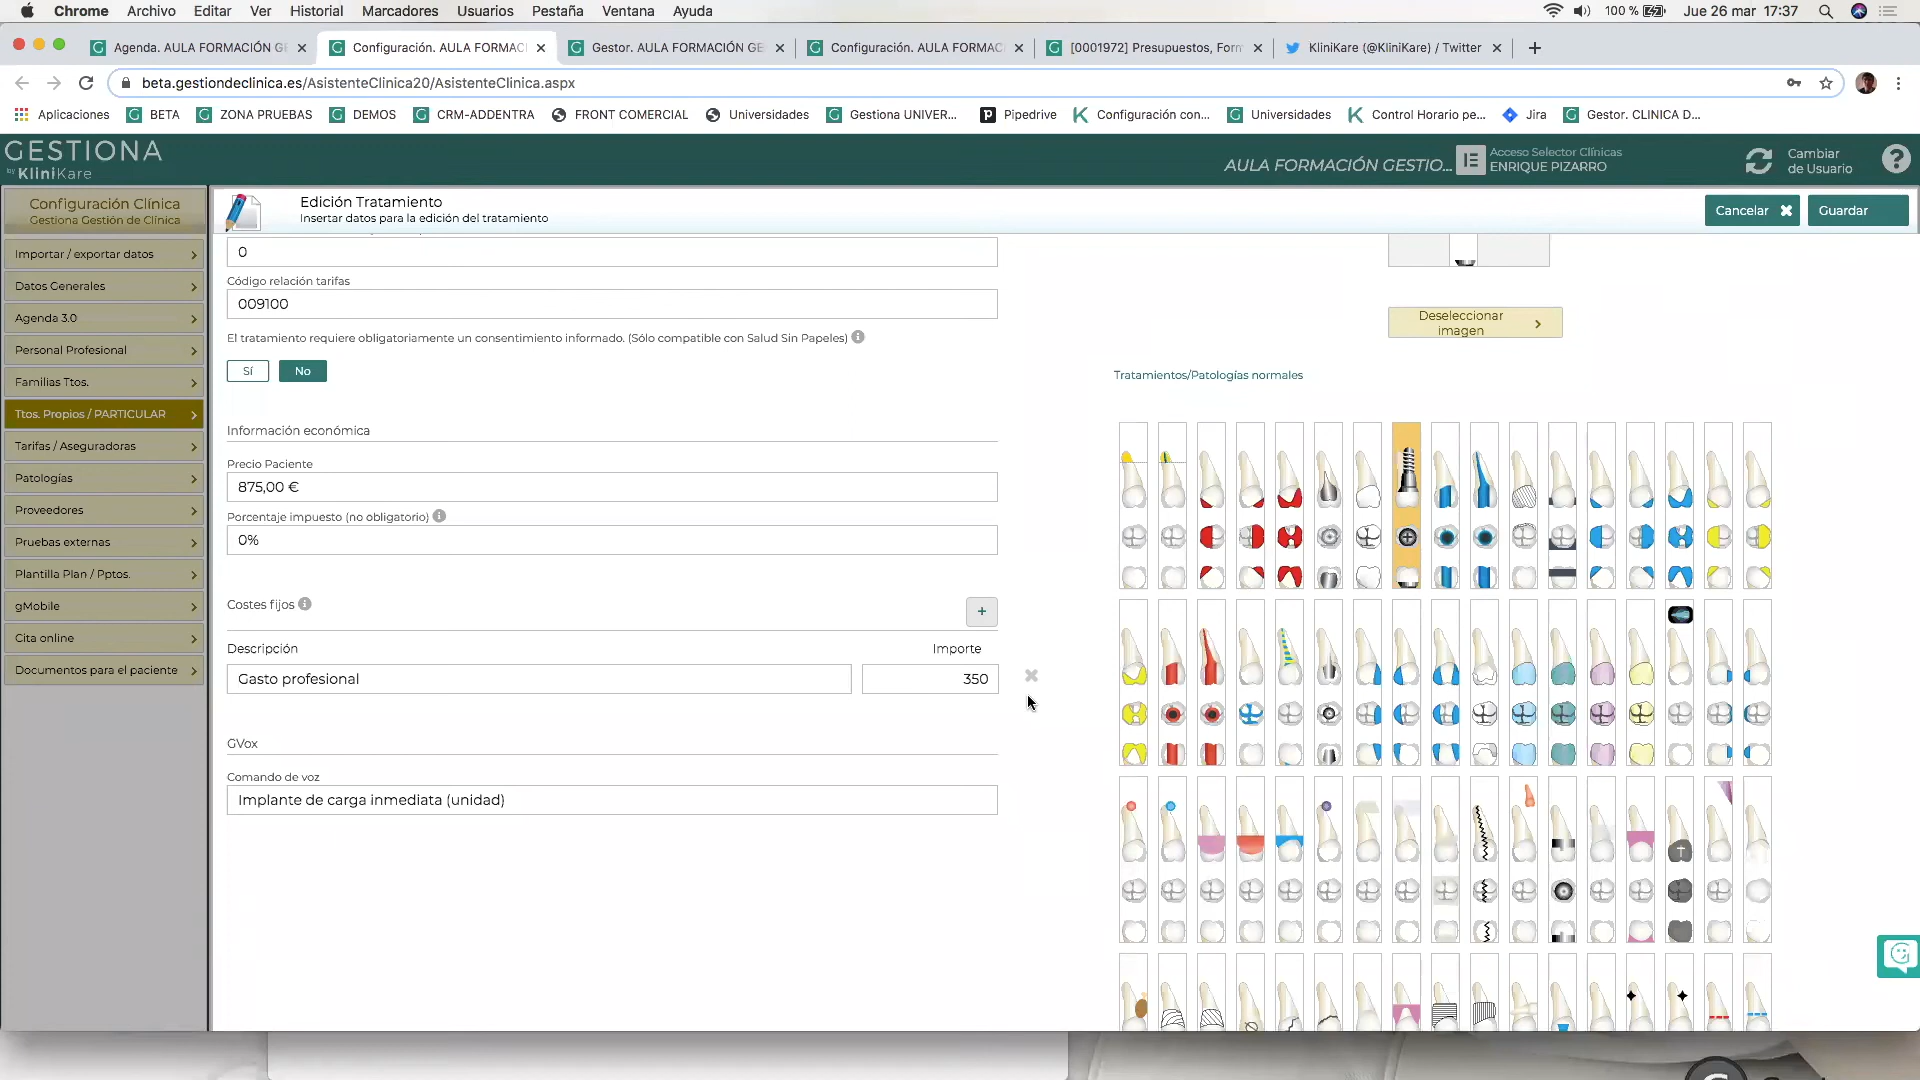 Chrome Archivo Editar Ver Historial Marcadores Usuarios Pestaña Ventana Ayuda 100 % Jue 26 mar 17:37
Agenda. AULA FORMACIÓN GE
Configuración. AULA FORMAC
Gestor. AULA FORMACIÓN GE
Configuración. AULA FORMAC
[0001972] Presupuestos, Form
KliniKare (@KliniKare) / Twitter
beta.gestiondeclinica.es/AsistenteClinica20/AsistenteClinica.aspx
Aplicaciones BETA ZONA PRUEBAS DEMOS CRM-ADDENTRA FRONT COMERCIAL Universidades Gestiona UNIVER... Pipedrive Configuración con... Universidades Control Horario pe... Jira Gestor. CLINICA D...
GESTIONA
by KliniKare
AULA FORMACIÓN GESTIO...
Acceso Selector Clínicas
ENRIQUE PIZARRO
Cambiar
de Usuario
Configuración Clínica
Gestiona Gestión de Clínica
Importar / exportar datos
Datos Generales
Agenda 3.0
Personal Profesional
Familias Ttos.
Ttos. Propios / PARTICULAR
Tarifas / Aseguradoras
Patologías
Proveedores
Pruebas externas
Plantilla Plan / Pptos.
gMobile
Cita online
Documentos para el paciente
Edición Tratamiento
Insertar datos para la edición del tratamiento
Cancelar
Guardar
0
Código relación tarifas
009100
El tratamiento requiere obligatoriamente un consentimiento informado. (Sólo compatible con Salud Sin Papeles)
Sí No
Información económica
Precio Paciente
875,00 €
Porcentaje impuesto (no obligatorio)
0%
Costes fijos
+
Descripción Importe
Gasto profesional 350
GVox
Comando de voz
Implante de carga inmediata (unidad)
Deseleccionar
imagen
Tratamientos/Patologías normales